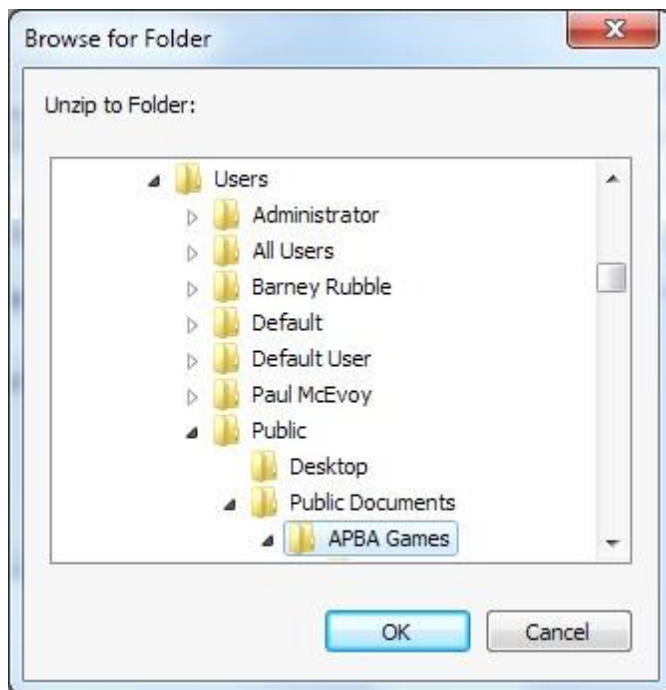 Browse for Folder
Unzip to Folder:
Users
Administrator
All Users
Barney Rubble
Default
Default User
Paul McEvoy
Public
Desktop
Public Documents
APBA Games
OK Cancel